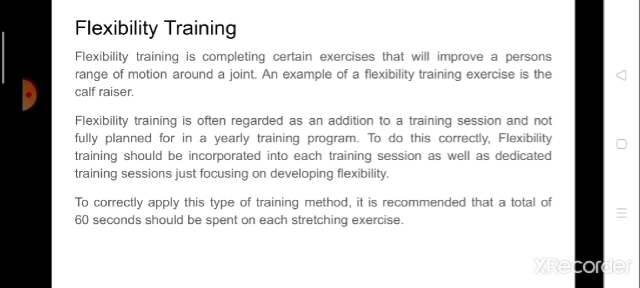 Flexibility Training
Flexibility training is completing certain exercises that will improve a persons
range of motion around a joint. An example of a flexibility training exercise is the
calf raiser.
Flexibility training is often regarded as an addition to a training session and not
fully planned for in a yearly training program. To do this correctly, Flexibility
training should be incorporated into each training session as well as dedicated
training sessions just focusing on developing flexibility.
To correctly apply this type of training method, it is recommended that a total of
60 seconds should be spent on each stretching exercise.
XRecorder